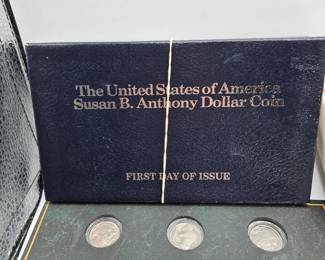 The United States of America
Susan B. Anthony Dollar Coin
FIRST DAY OF ISSUE